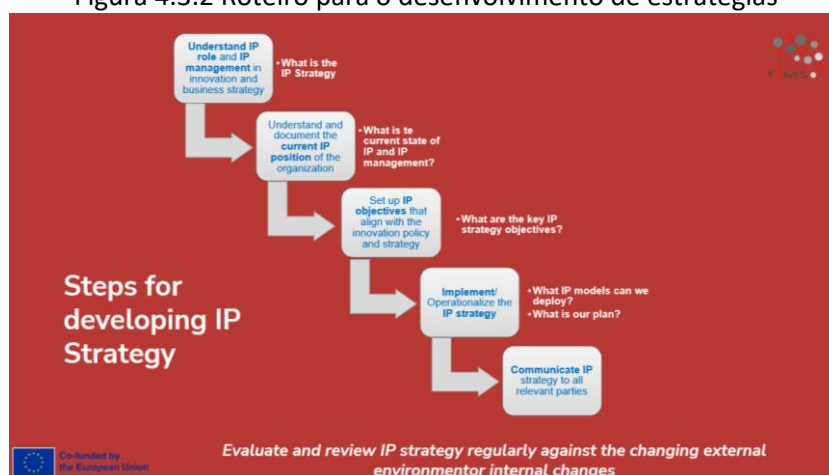 Figura 4.3.2 Roteiro para o desenvolvimento de estratégias
Understand IP
role and IP
management in
innovation and
business strategy
• What is the
IP Strategy
Understand and
document the
current IP
position of the
organization
• What is te
current state of
IP and IP
management?
Set up IP
objectives that
align with the
innovation policy
and strategy
• What are the key IP
strategy objectives?
Implement/
Operationalize the
IP strategy
• What IP models can we
deploy?
• What is our plan?
Communicate IP
strategy to all
relevant parties
Steps for
developing IP
Strategy
Evaluate and review IP strategy regularly against the changing external
environmentor internal changes
Co-funded by
the European Union